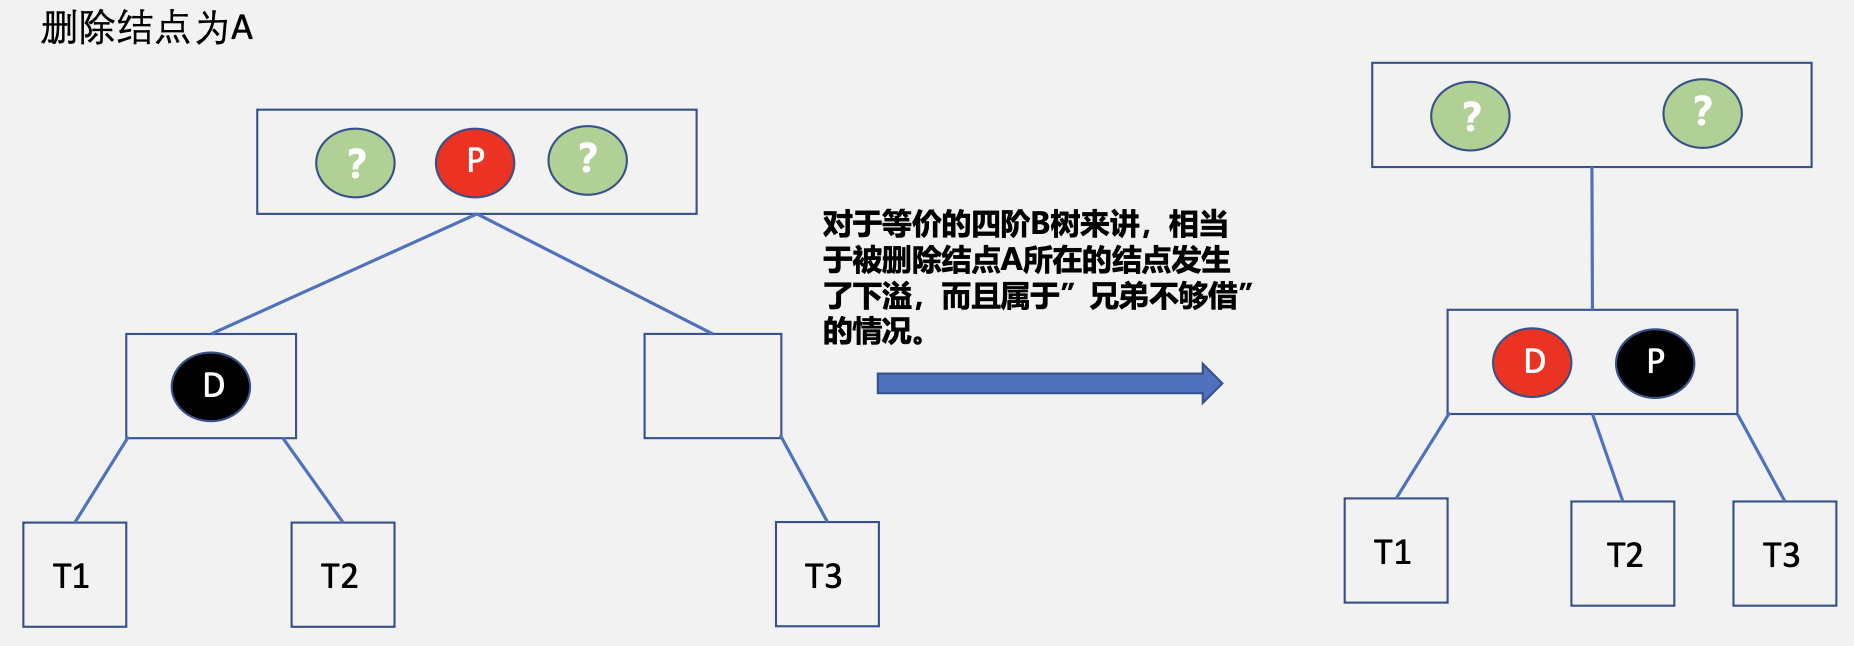 删除结点为A
? P ?
D
T1 T2 T3
对于等价的四阶B树来讲，相当
于被删除结点A所在的结点发生
了下溢，而且属于”兄弟不够借”
的情况。
? ?
D P
T1 T2 T3